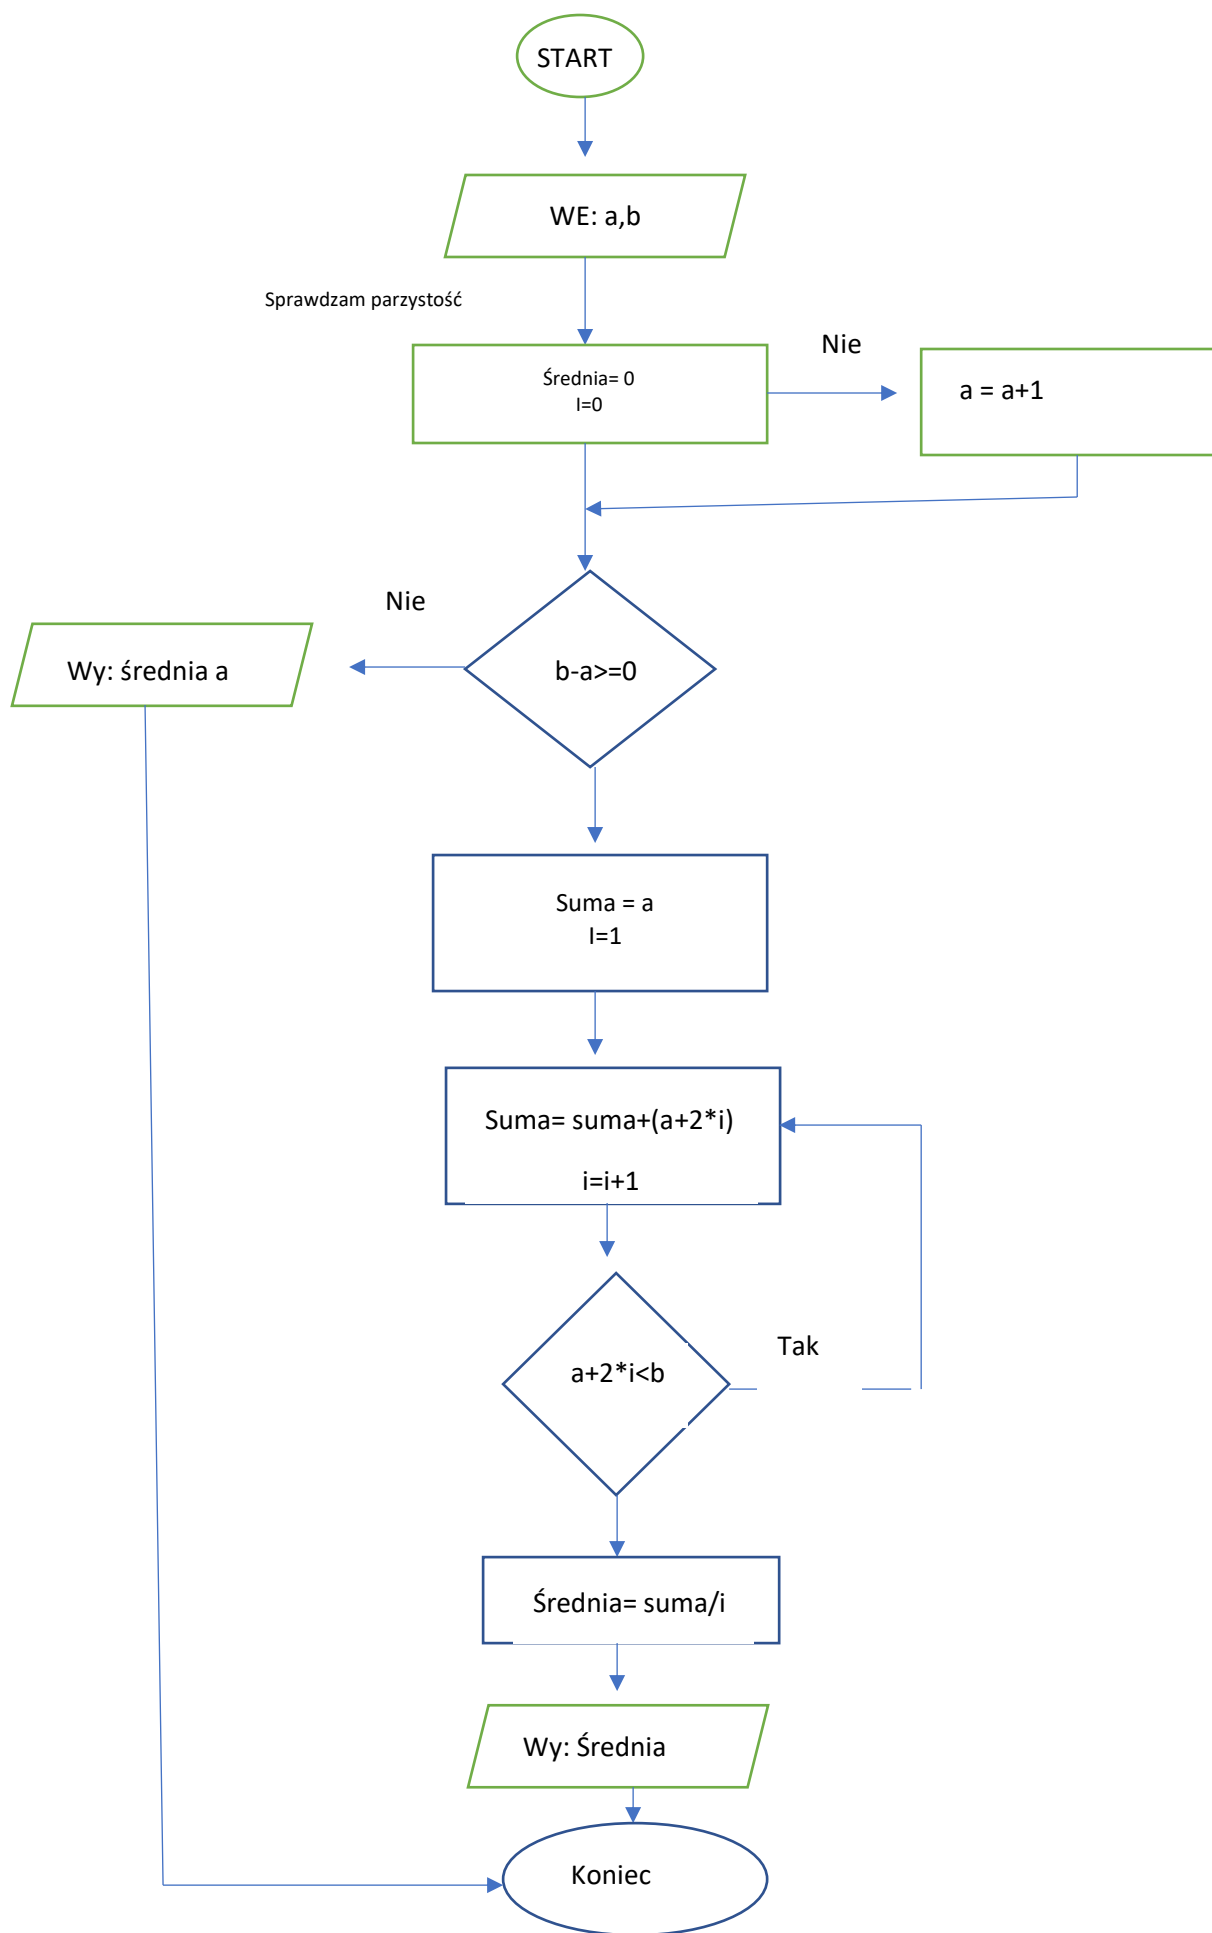 START
WE: a,b
Sprawdzam parzystość
Średnia= 0
I=0
Nie
a = a+1
Nie
Wy: średnia a
b-a>=0
Suma = a
I=1
Suma= suma+(a+2*i)
i=i+1
a+2*i<b
Tak
Średnia= suma/i
Wy: Średnia
Koniec